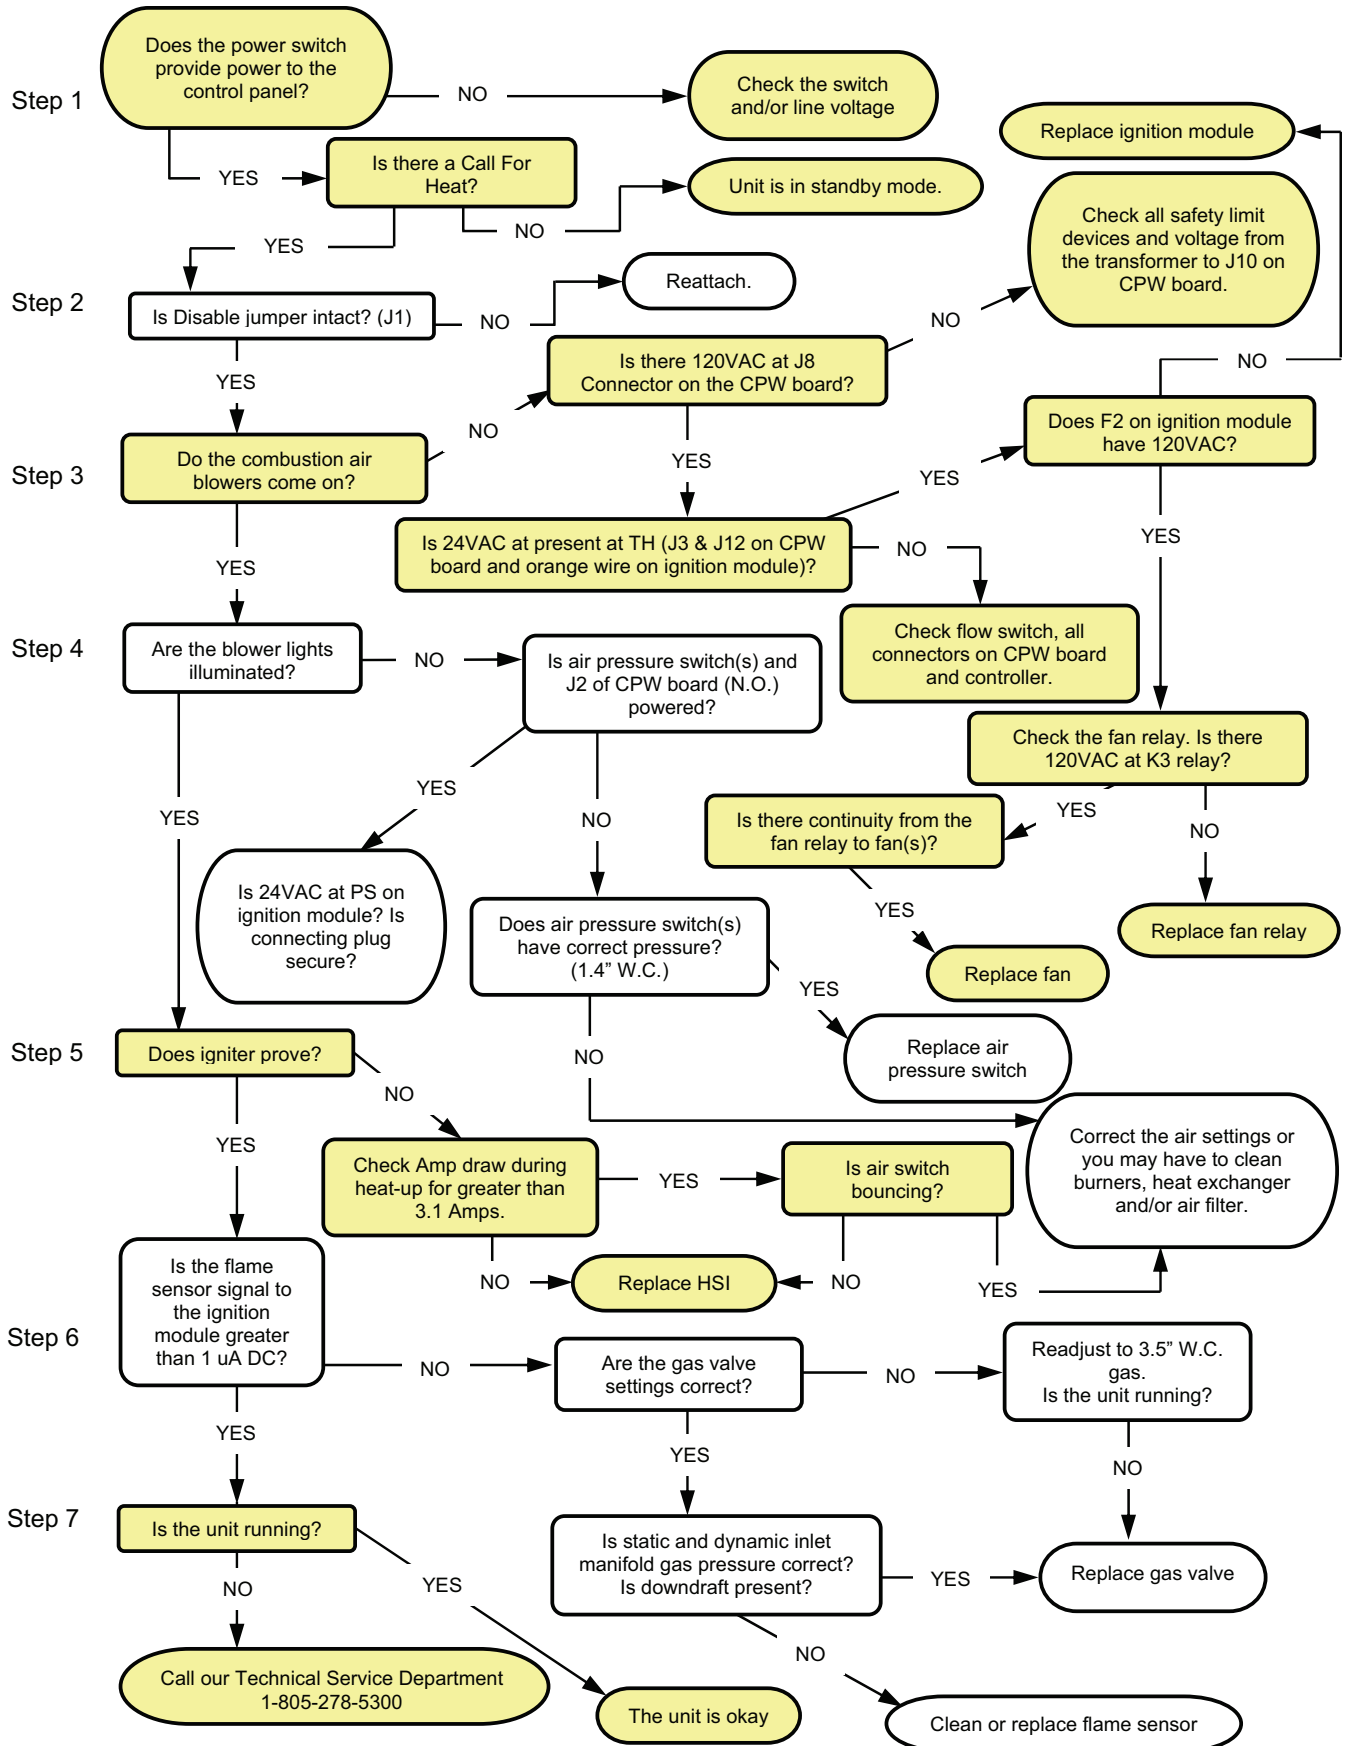 Step 1
Does the power switch
provide power to the
control panel?
NO
Check the switch
and/or line voltage
YES
Is there a Call For
Heat?
NO
Unit is in standby mode.
Replace ignition module
Check all safety limit
devices and voltage from
the transformer to J10 on
CPW board.
YES
Step 2
Is Disable jumper intact? (J1)
NO
Reattach.
YES
Is there 120VAC at J8
Connector on the CPW board?
NO
NO
Does F2 on ignition module
have 120VAC?
Step 3
Do the combustion air
blowers come on?
NO
YES
YES
Is 24VAC at present at TH (J3 & J12 on CPW
board and orange wire on ignition module)?
NO
YES
YES
Check flow switch, all
connectors on CPW board
and controller.
Step 4
Are the blower lights
illuminated?
NO
Is air pressure switch(s) and
J2 of CPW board (N.O.)
powered?
Check the fan relay. Is there
120VAC at K3 relay?
YES
YES
NO
Is there continuity from the
fan relay to fan(s)?
YES
NO
Is 24VAC at PS on
ignition module? Is
connecting plug
secure?
Does air pressure switch(s)
have correct pressure?
(1.4” W.C.)
YES
Replace fan
Replace fan relay
YES
Replace air
pressure switch
Step 5
Does igniter prove?
NO
NO
YES
Check Amp draw during
heat-up for greater than
3.1 Amps.
YES
Is air switch
bouncing?
Correct the air settings or
you may have to clean
burners, heat exchanger
and/or air filter.
NO
Replace HSI
NO
YES
Step 6
Is the flame
sensor signal to
the ignition
module greater
than 1 uA DC?
NO
Are the gas valve
settings correct?
NO
Readjust to 3.5” W.C.
gas.
Is the unit running?
YES
YES
NO
Step 7
Is the unit running?
Is static and dynamic inlet
manifold gas pressure correct?
Is downdraft present?
YES
Replace gas valve
NO
YES
NO
Call our Technical Service Department
1-805-278-5300
The unit is okay
Clean or replace flame sensor